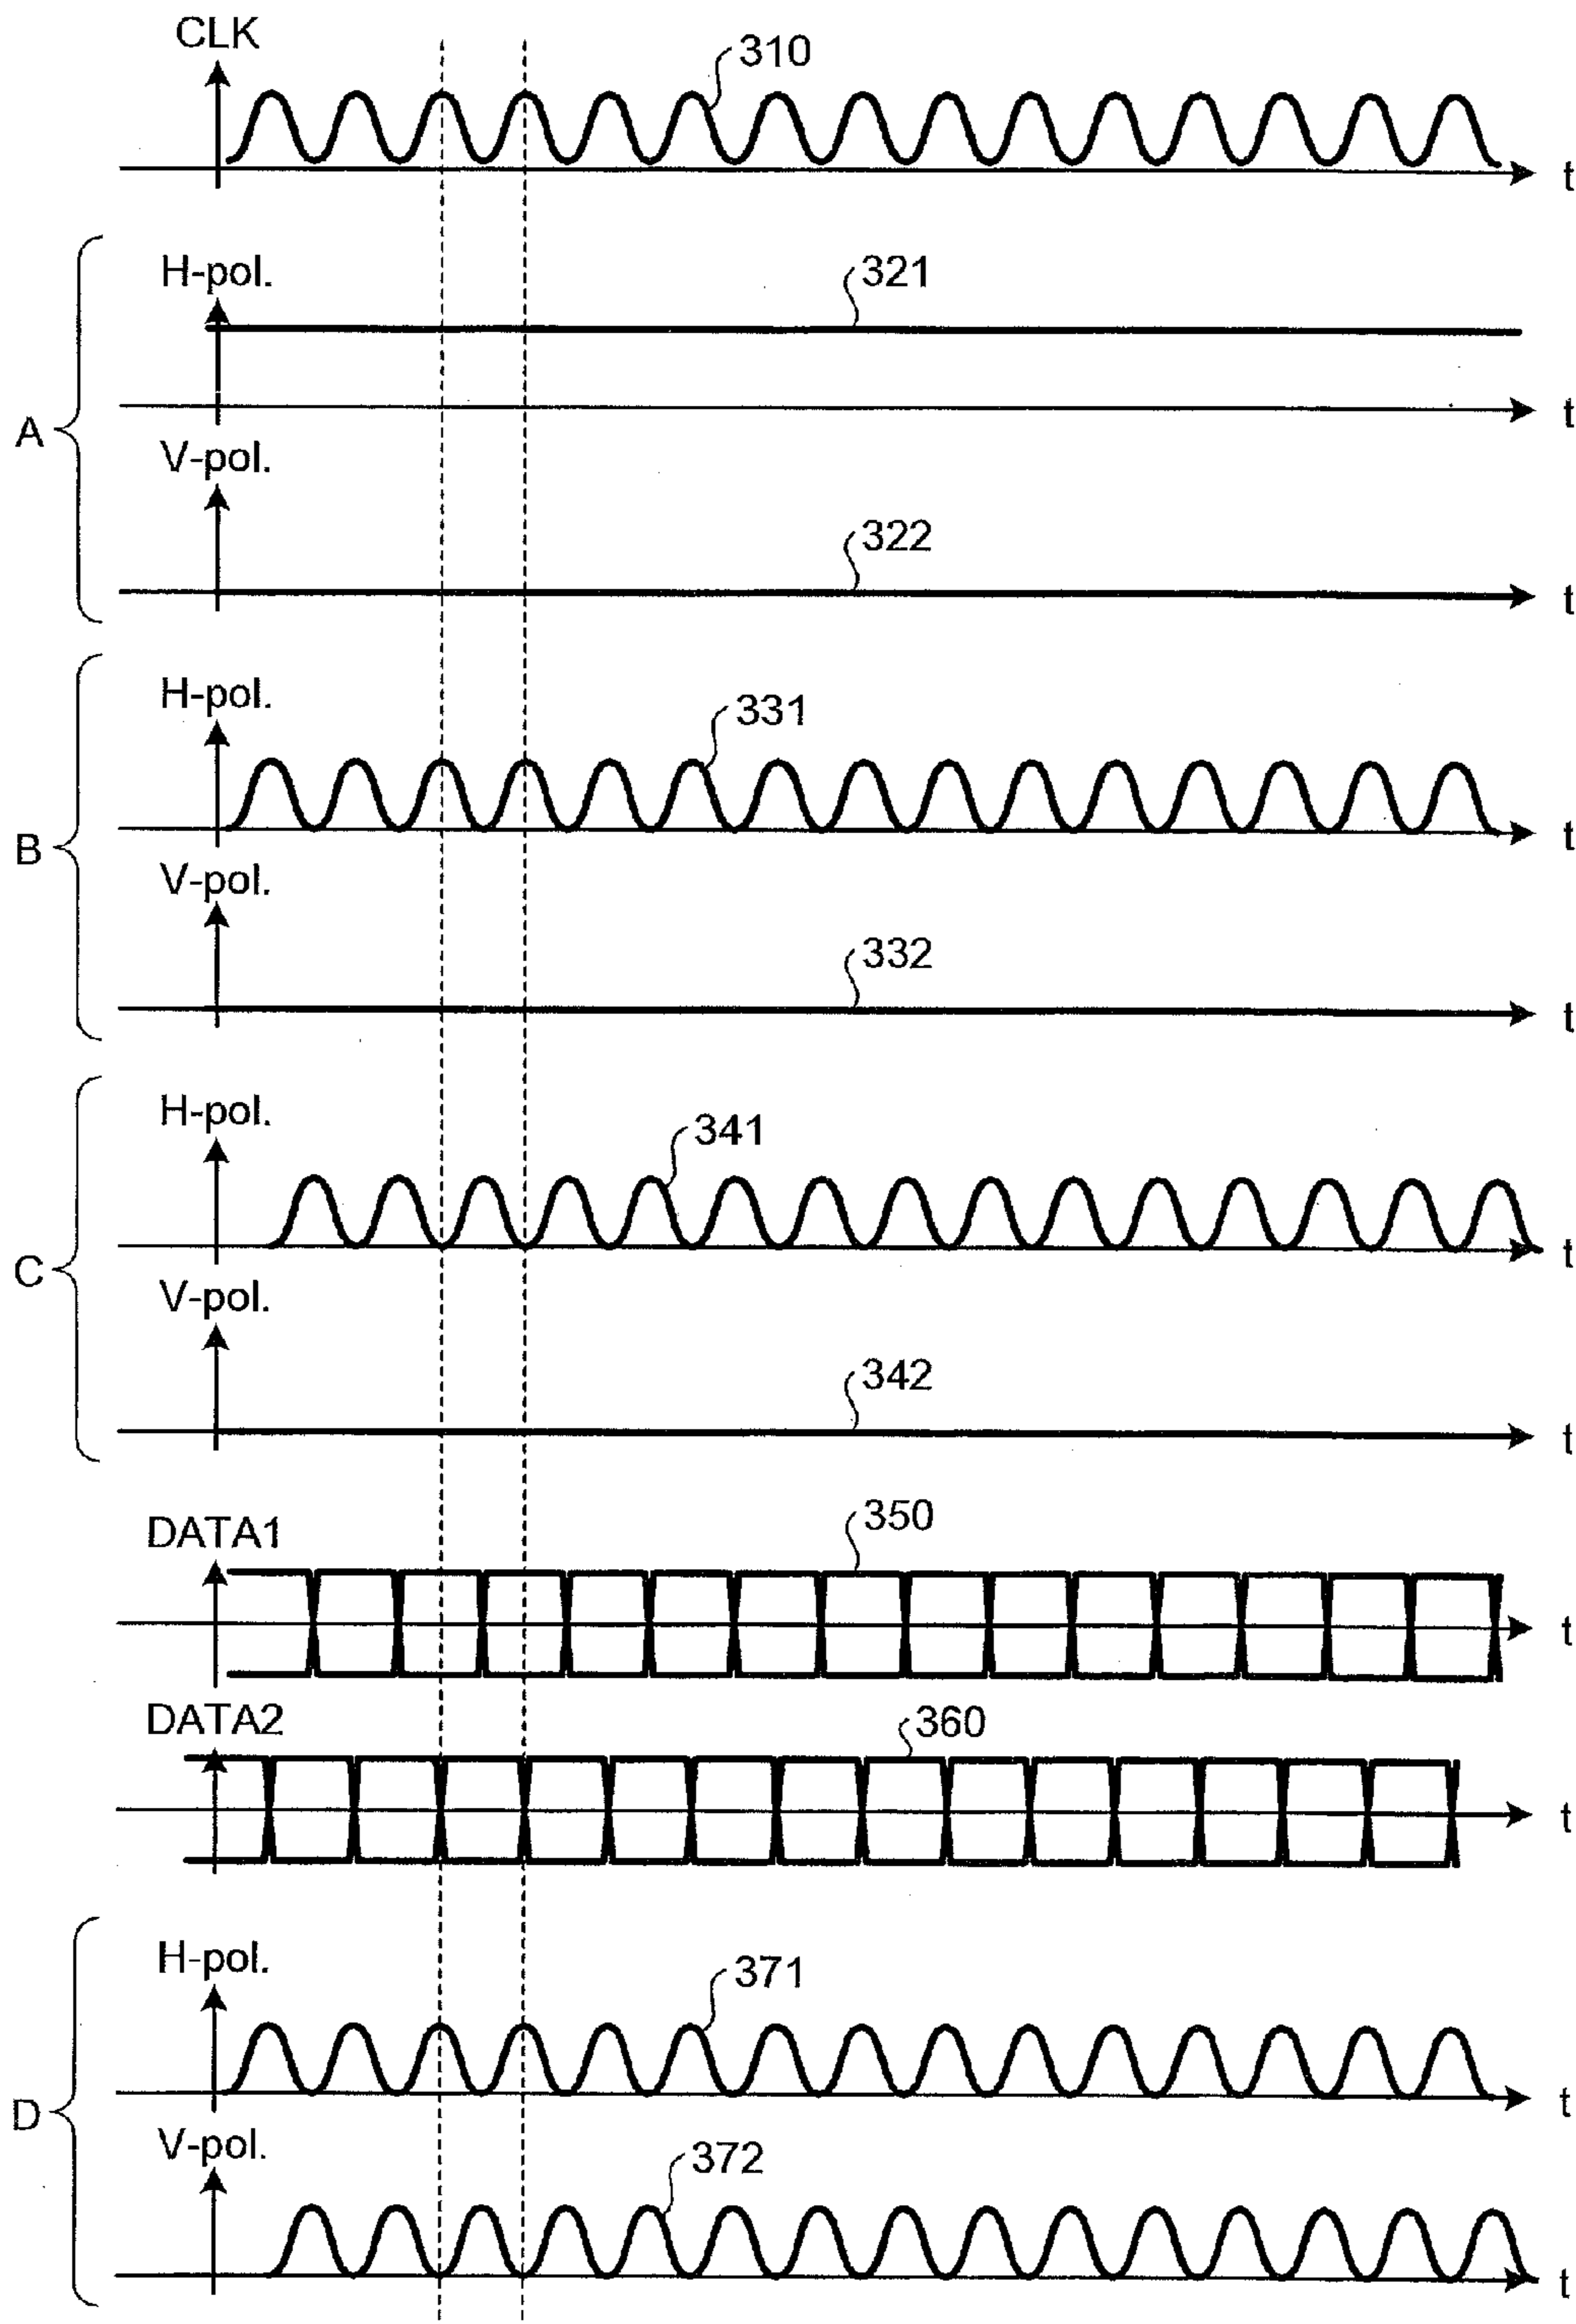 CLK
310
t
A
H-pol.
321
t
V-pol.
322
t
B
H-pol.
331
t
V-pol.
332
t
C
H-pol.
341
t
V-pol.
342
t
DATA1
350
t
DATA2
360
t
D
H-pol.
371
t
V-pol.
372
t